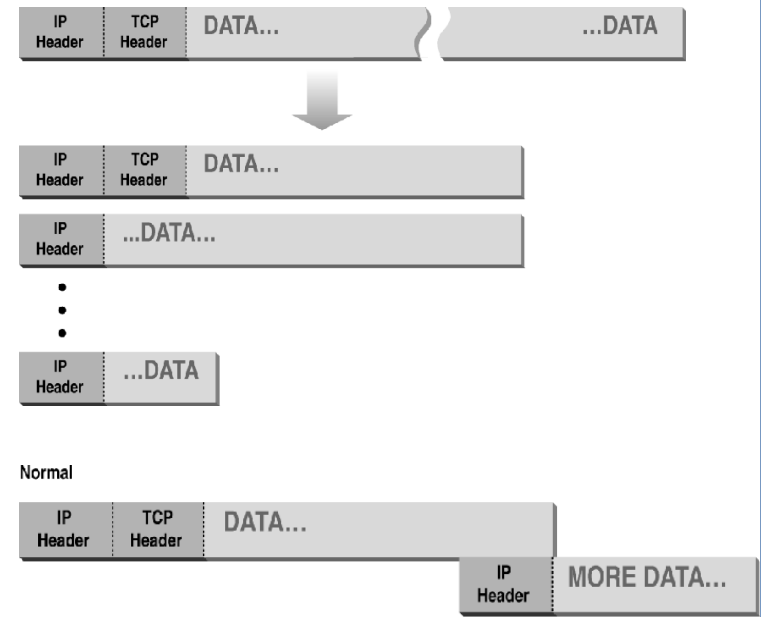 IP Header TCP Header DATA... ...DATA
IP Header TCP Header DATA...
IP Header ...DATA...
IP Header ...DATA
Normal
IP Header TCP Header DATA...
IP Header MORE DATA...